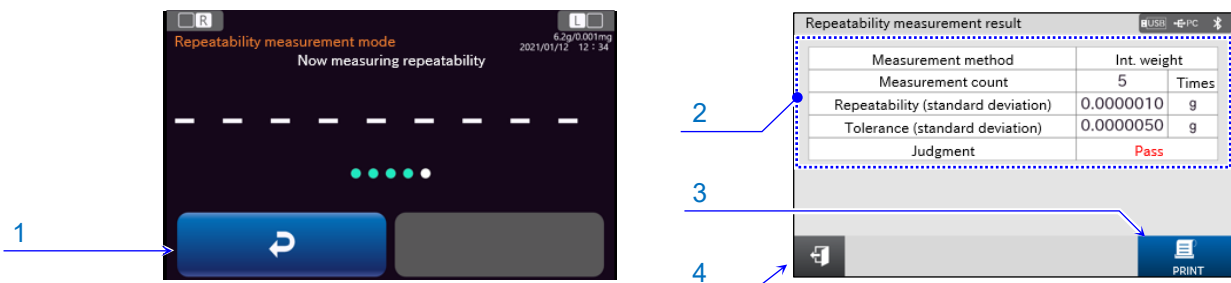 R
L
Repeatability measurement mode
6.2g/0.001mg
2021/01/12 12 : 34
Now measuring repeatability
1
Repeatability measurement result
USB PC
Measurement method Int. weight
Measurement count 5 Times
Repeatability (standard deviation) 0.0000010 g
Tolerance (standard deviation) 0.0000050 g
Judgment Pass
2
3
4
PRINT